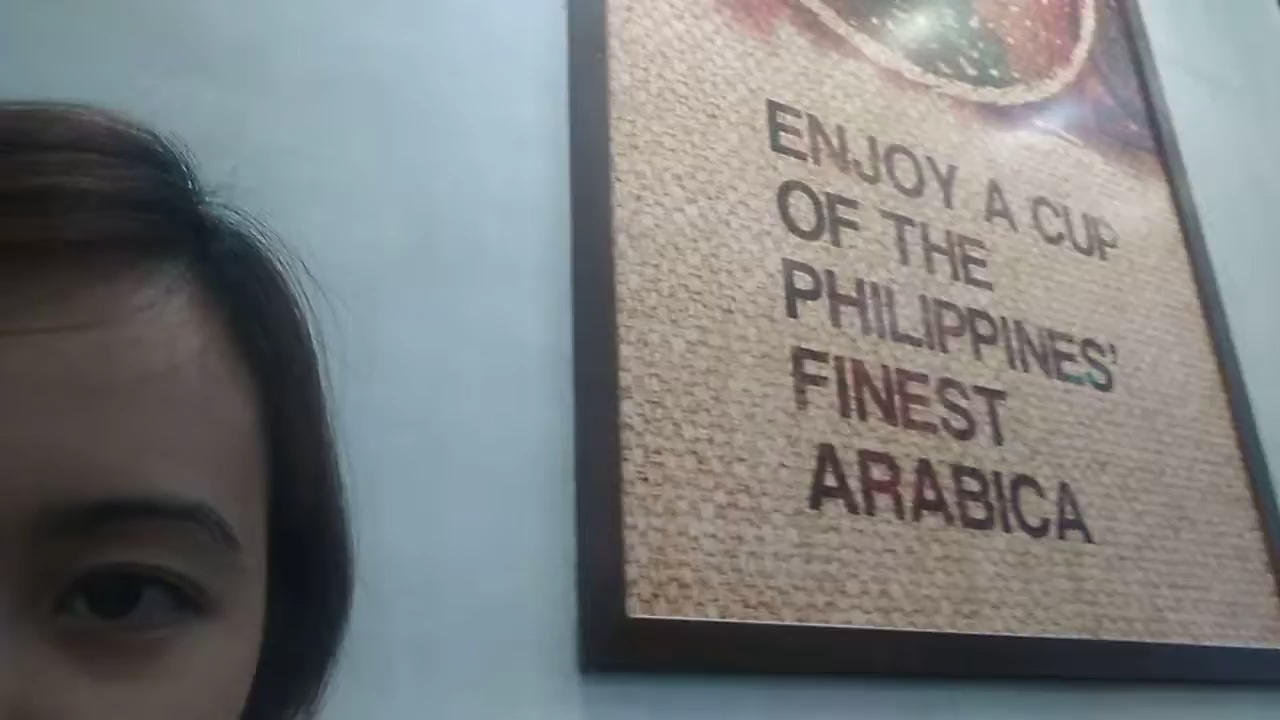 ENJOY A CUP
OF THE
PHILIPPINES'
FINEST
ARABICA